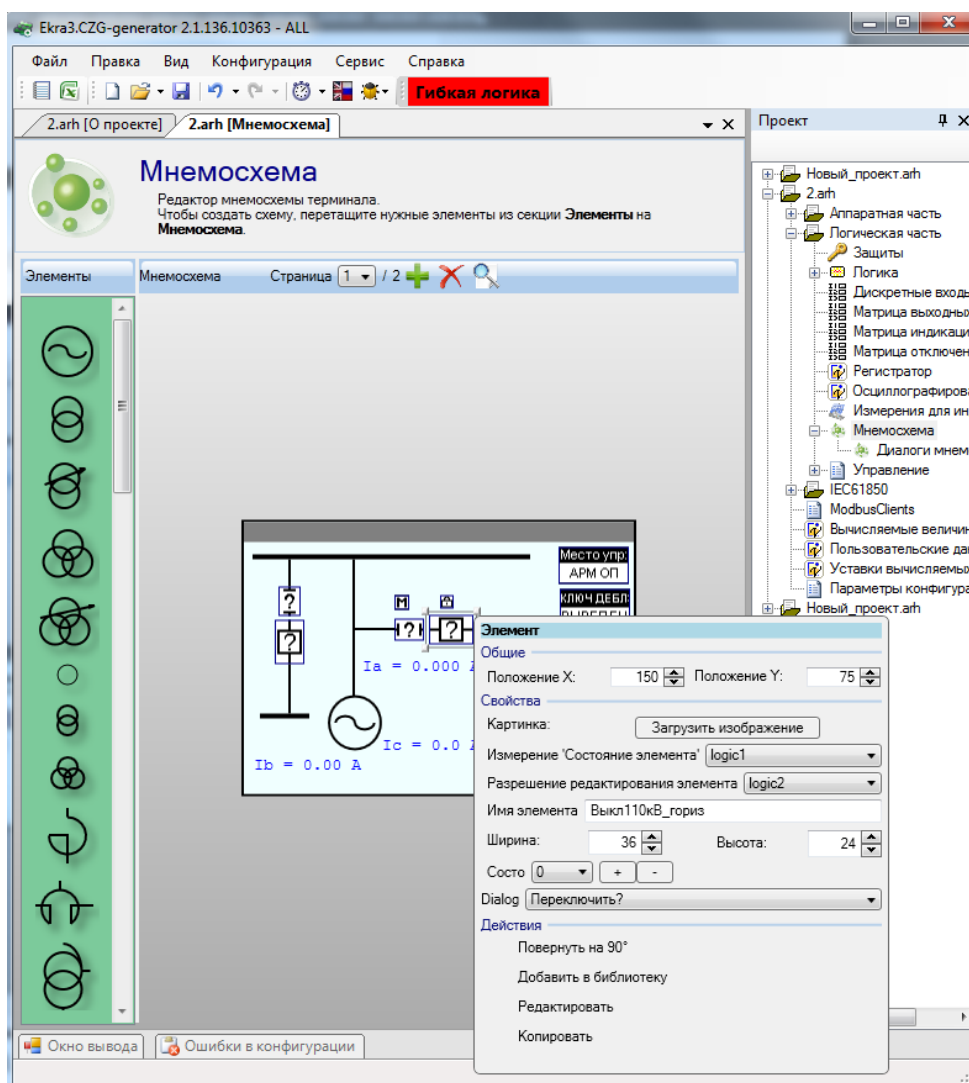 Ekra3.CZG-generator 2.1.136.10363 - ALL
Файл Правка Вид Конфигурация Сервис Справка
Гибкая логика
2.arh [О проекте] 2.arh [Мнемосхема]
Мнемосхема
Редактор мнемосхемы терминала.
Чтобы создать схему, перетащите нужные элементы из секции Элементы на
Мнемосхема.
Элементы
Мнемосхема Страница 1 / 2
Место упр:
АРМ ОП
КЛЮЧ ДЕБЛ:
?
М
?
? ?
Ia = 0.000
Ic = 0.0
Ib = 0.00 A
Элемент
Общие
Положение X: 150 Положение Y: 75
Свойства
Картинка: Загрузить изображение
Измерение 'Состояние элемента' logic1
Разрешение редактирования элемента logic2
Имя элемента Выкл110кВ_гориз
Ширина: 36 Высота: 24
Состо 0 + -
Dialog Переключить?
Действия
Повернуть на 90°
Добавить в библиотеку
Редактировать
Копировать
Проект
Новый_проект.arh
2.arh
Аппаратная часть
Логическая часть
Защиты
Логика
Дискретные входы
Матрица выходных
Матрица индикаци
Матрица отключен
Регистратор
Осциллографирова
Измерения для ин
Мнемосхема
Диалоги мнем
Управление
IEC61850
ModbusClients
Вычисляемые величин
Пользовательские да
Уставки вычисляемых
Параметры конфигура
Новый_проект.arh
Окно вывода Ошибки в конфигурации